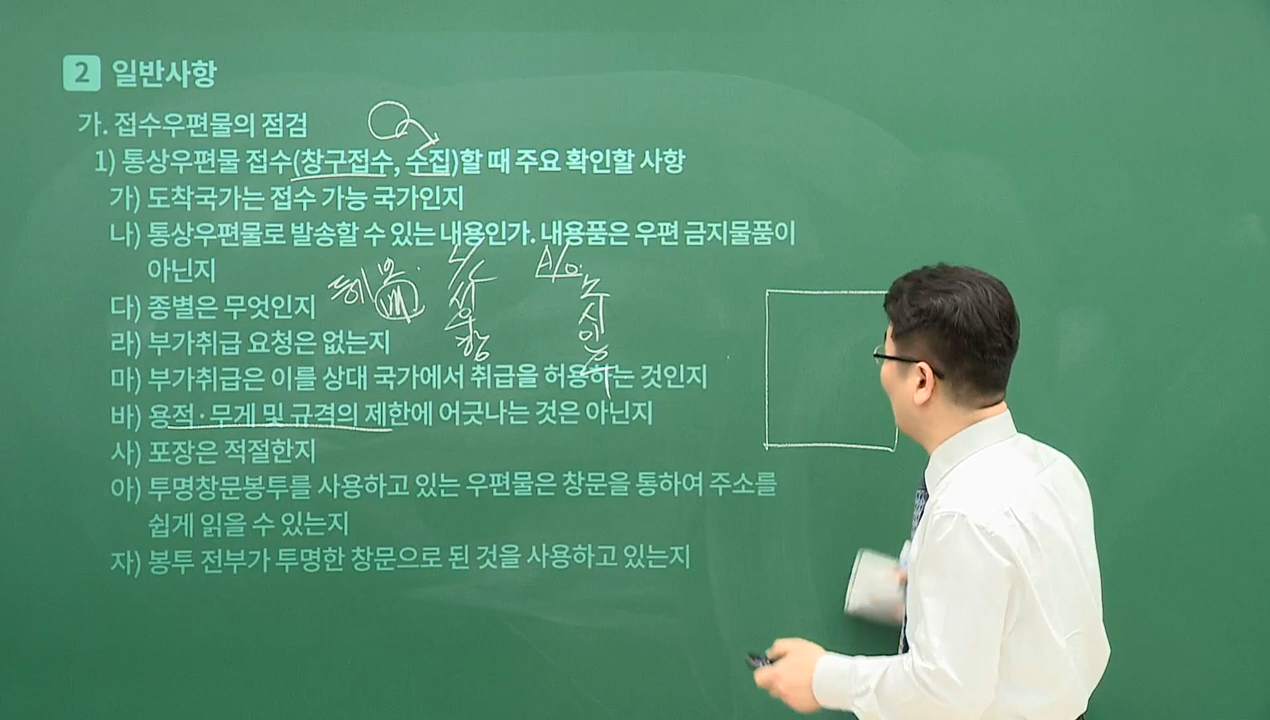 2 일반사항
가. 접수우편물의 점검
1) 통상우편물 접수(창구접수, 수집)할 때 주요 확인할 사항
가) 도착국가는 접수 가능 국가인지
나) 통상우편물로 발송할 수 있는 내용인가. 내용품은 우편 금지물품이
아닌지
다) 종별은 무엇인지
라) 부가취급 요청은 없는지
마) 부가취급은 이를 상대 국가에서 취급을 허용하는 것인지
바) 용적·무게 및 규격의 제한에 어긋나는 것은 아닌지
사) 포장은 적절한지
아) 투명창문봉투를 사용하고 있는 우편물은 창문을 통하여 주소를
쉽게 읽을 수 있는지
자) 봉투 전부가 투명한 창문으로 된 것을 사용하고 있는지